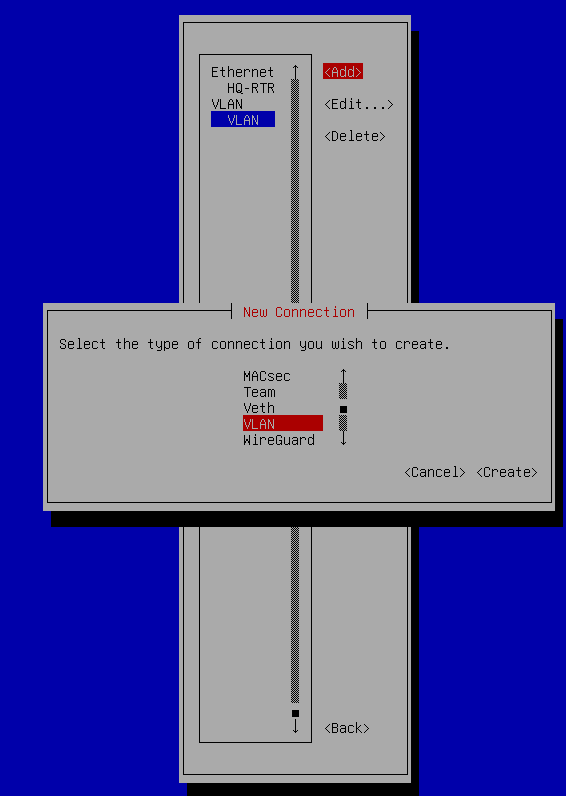 Ethernet
HQ-RTR
VLAN
VLAN
<Add>
<Edit...>
<Delete>
New Connection
Select the type of connection you wish to create.
MACsec
Team
Veth
VLAN
WireGuard
<Cancel> <Create>
<Back>